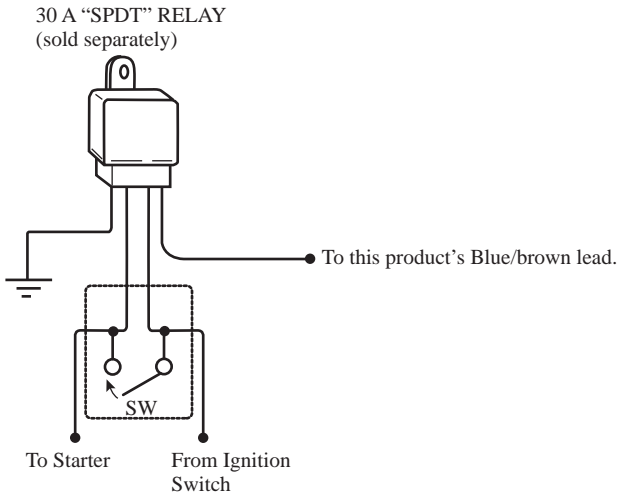 30 A “SPDT” RELAY
(sold separately)
To this product's Blue/brown lead.
SW
To Starter
From Ignition
Switch